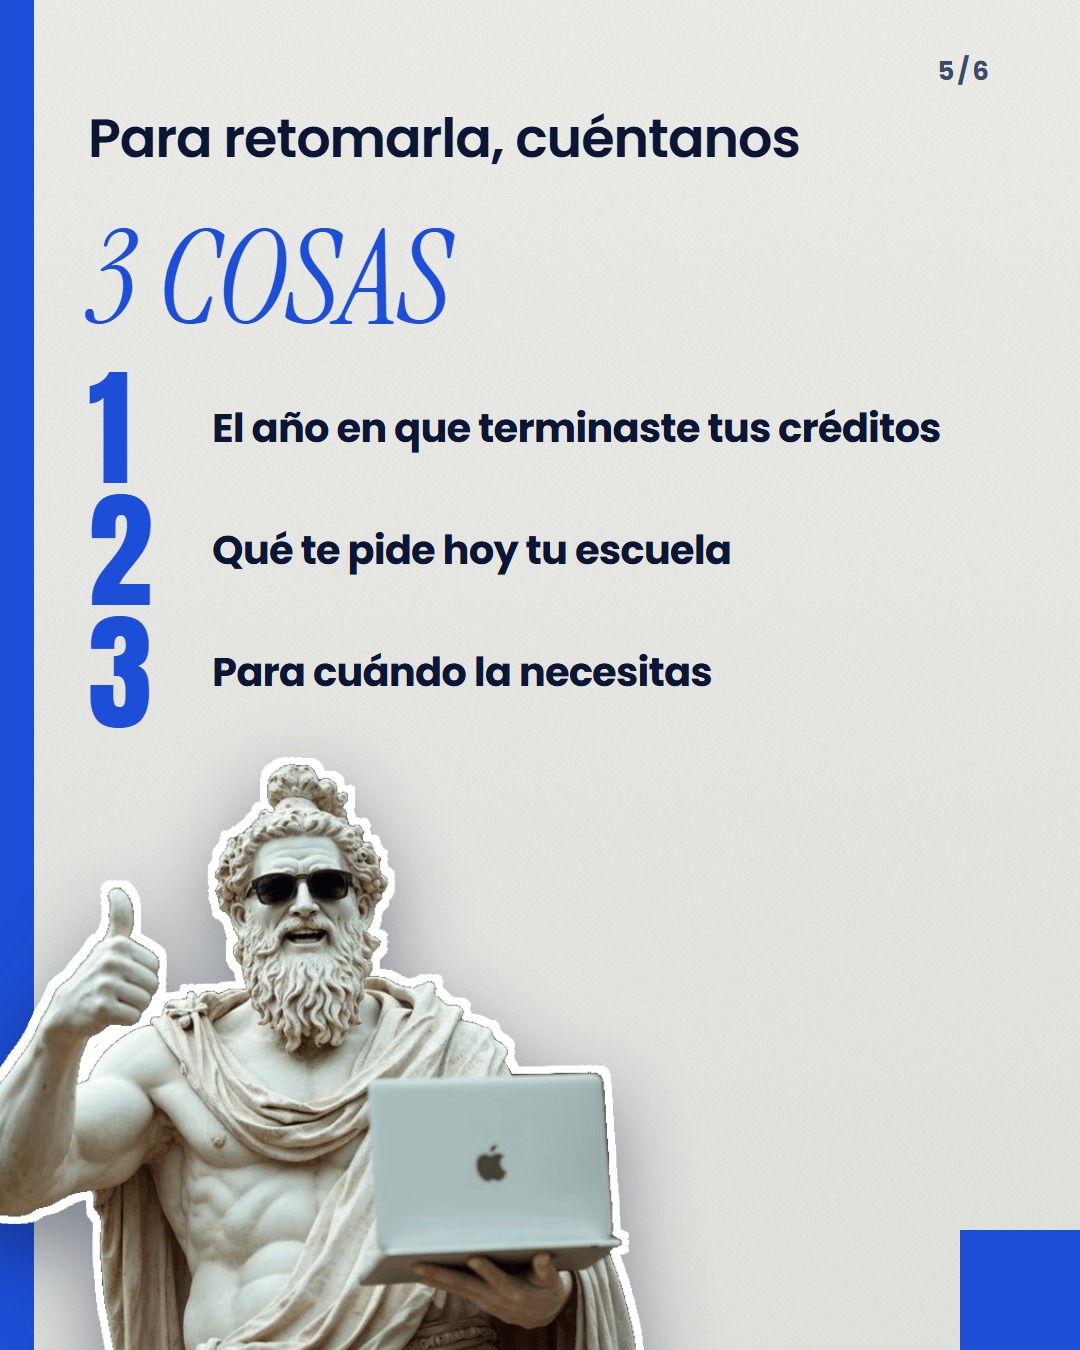 5/6
Para retomarla, cuéntanos
3 COSAS
1 El año en que terminaste tus créditos
2 Qué te pide hoy tu escuela
3 Para cuándo la necesitas